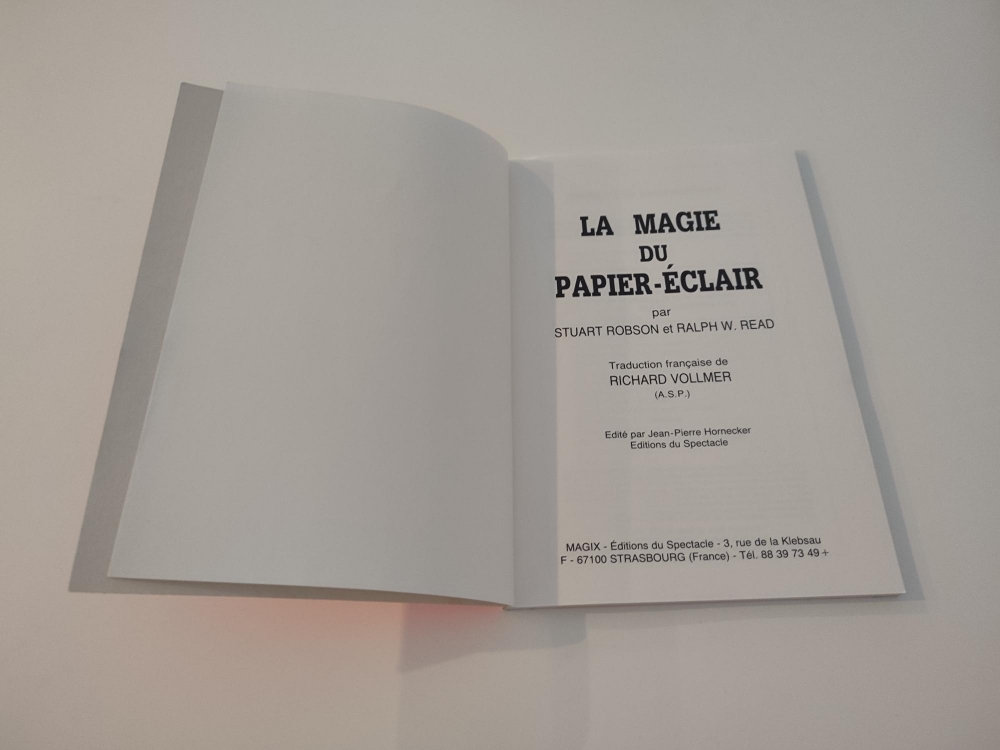 LA MAGIE
DU
PAPIER-ÉCLAIR
par
STUART ROBSON et RALPH W. READ
Traduction française de
RICHARD VOLLMER
(A.S.P.)
Edité par Jean-Pierre Hornecker
Editions du Spectacle
MAGIX - Éditions du Spectacle - 3, rue de la Klebsau
F - 67100 STRASBOURG (France) - Tél. 88 39 73 49 +